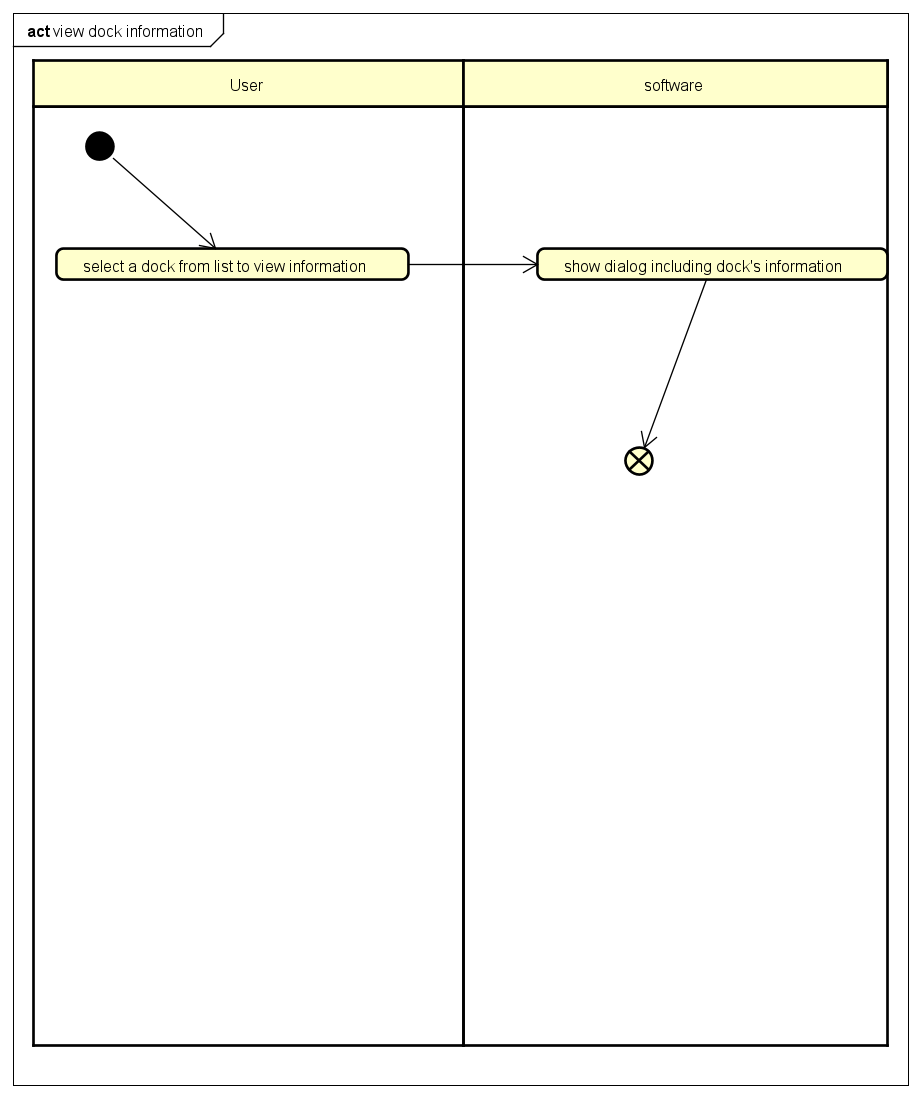 act view dock information
User
software
select a dock from list to view information
show dialog including dock's information